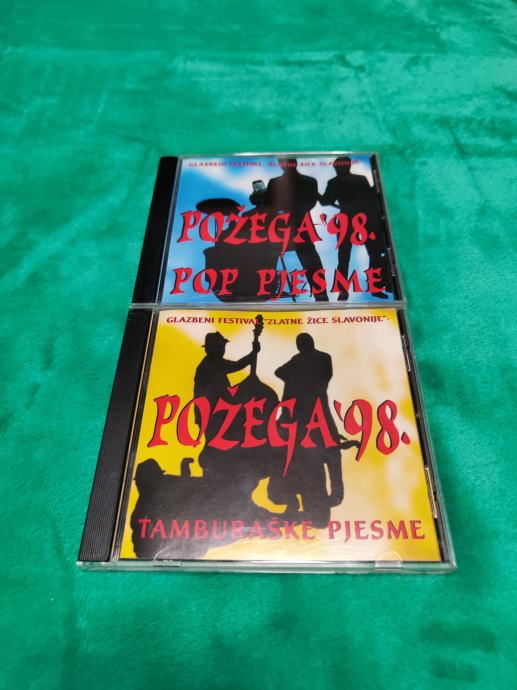 GLAZBENI FESTIVAL "ZLATNE ŽICE SLAVONIJE"
POŽEGA '98.
POP PJESME
GLAZBENI FESTIVAL "ZLATNE ŽICE SLAVONIJE"-
POŽEGA '98.
TAMBURAŠKE PJESME